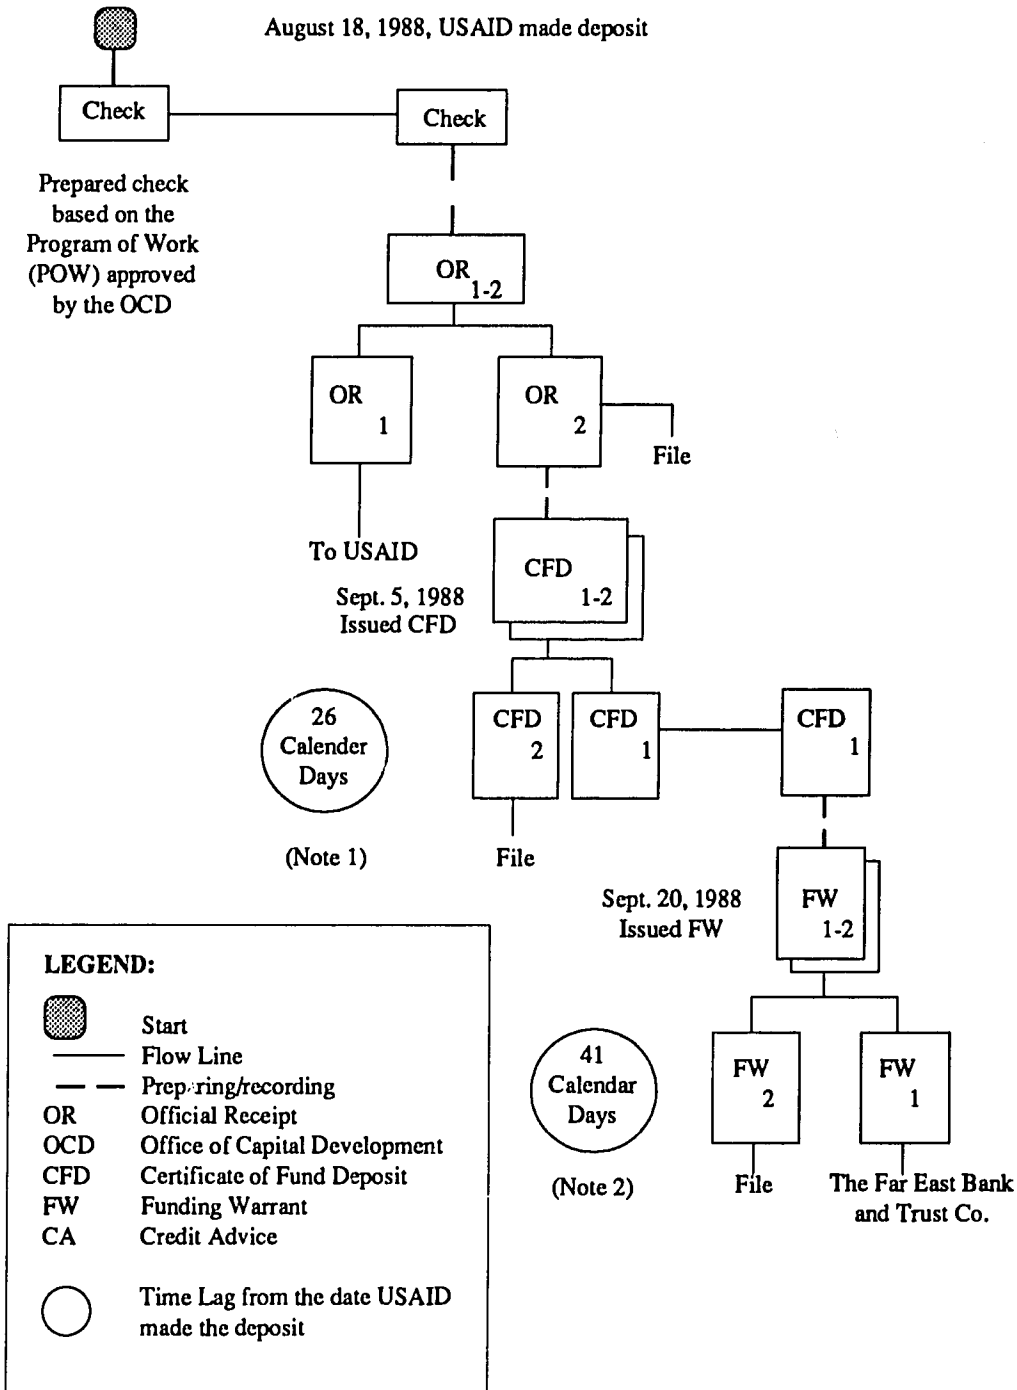 August 18, 1988, USAID made deposit
Check
Check
Prepared check
based on the
Program of Work
(POW) approved
by the OCD
OR
1-2
OR
1
OR
2
File
To USAID
CFD
1-2
Sept. 5, 1988
Issued CFD
26
Calender
Days
(Note 1)
CFD
2
CFD
1
CFD
1
File
Sept. 20, 1988
Issued FW
FW
1-2
41
Calendar
Days
(Note 2)
FW
2
FW
1
File
The Far East Bank
and Trust Co.
LEGEND:
Start
Flow Line
Preparing/recording
OR Official Receipt
OCD Office of Capital Development
CFD Certificate of Fund Deposit
FW Funding Warrant
CA Credit Advice
Time Lag from the date USAID
made the deposit